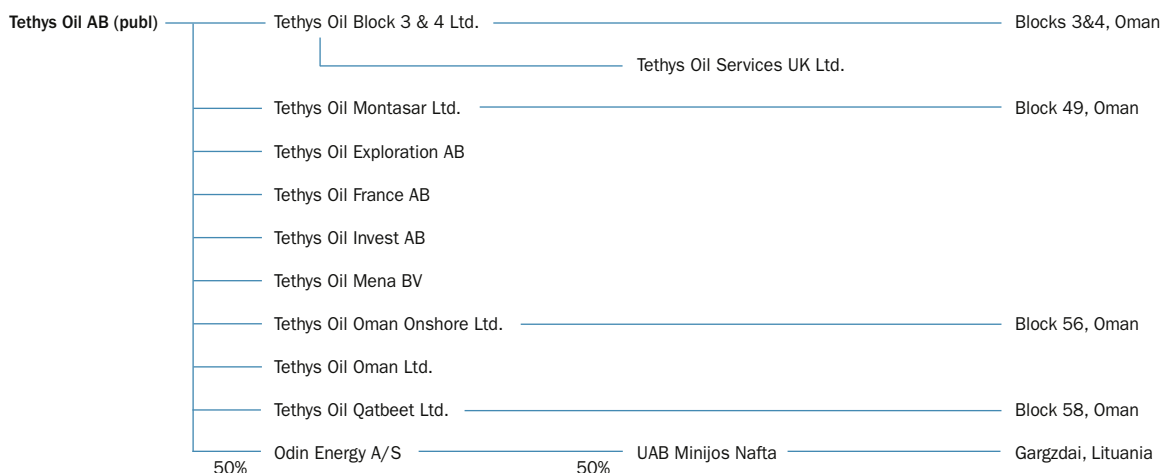 Tethys Oil AB (publ) Tethys Oil Block 3 & 4 Ltd. Blocks 3&4, Oman
Tethys Oil Services UK Ltd.
Tethys Oil Montasar Ltd. Block 49, Oman
Tethys Oil Exploration AB
Tethys Oil France AB
Tethys Oil Invest AB
Tethys Oil Mena BV
Tethys Oil Oman Onshore Ltd. Block 56, Oman
Tethys Oil Oman Ltd.
Tethys Oil Qatbeet Ltd. Block 58, Oman
Odin Energy A/S UAB Minijos Nafta Gargzdai, Lituania
50% 50%